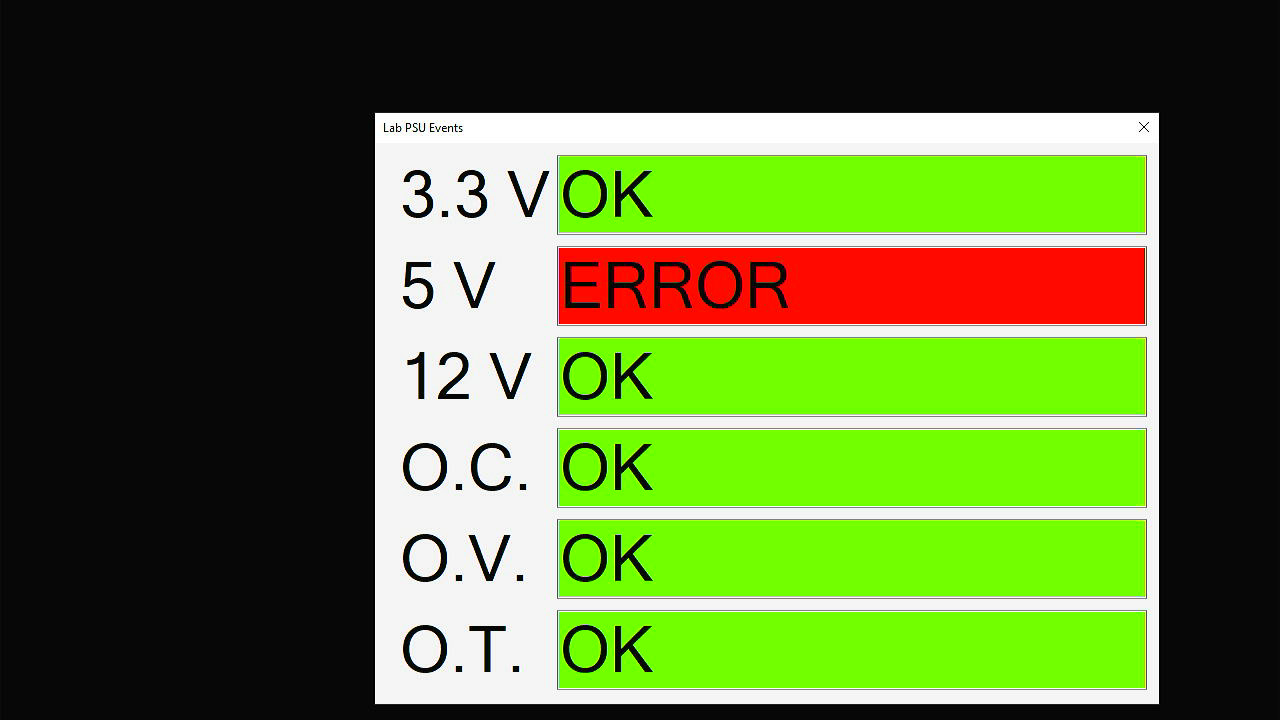 Lab PSU Events
3.3 V OK
5 V ERROR
12 V OK
O.C. OK
O.V. OK
O.T. OK